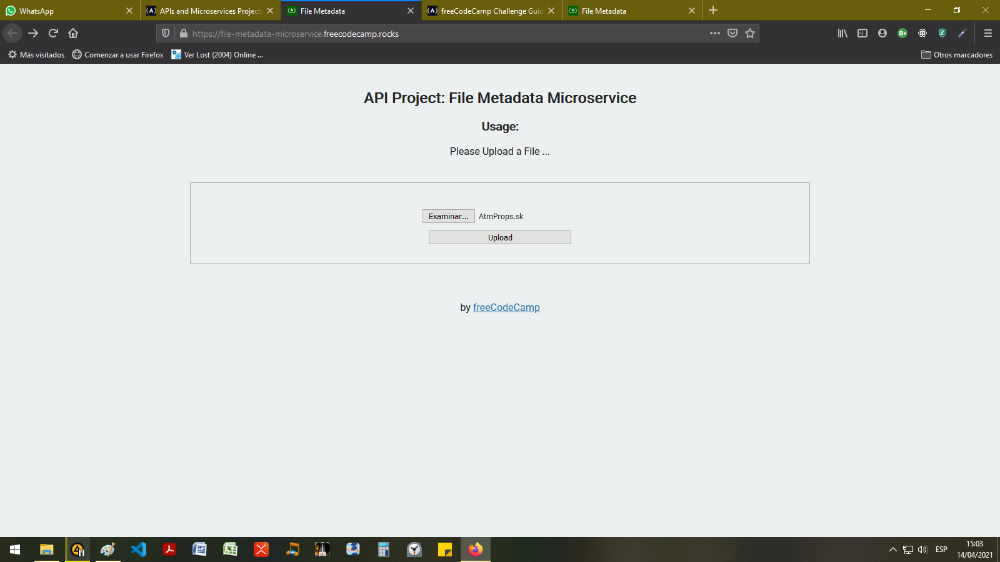 WhatsApp
APIs and Microservices Projects
File Metadata
freeCodeCamp Challenge Guid
File Metadata
https://file-metadata-microservice.freecodecamp.rocks
Más visitados
Comenzar a usar Firefox
Ver Lost (2004) Online ...
Otros marcadores
API Project: File Metadata Microservice
Usage:
Please Upload a File ...
Examinar... AtmProps.sk
Upload
by freeCodeCamp
ESP
15:03
14/04/2021